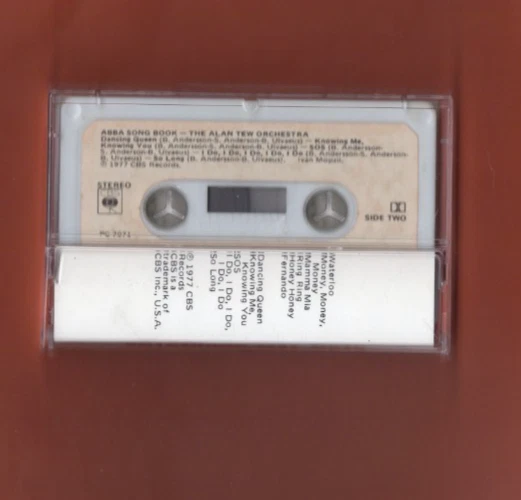 ABBA SONG BOOK — THE ALAN TEW ORCHESTRA
Dancing Queen (B. Andersson-S. Anderson-B. Ulvaeus) — Knowing Me,
Knowing You (B. Andersson-S. Anderson-B. Ulvaeus) — SOS (B. Andersson-
S. Anderson-B. Ulvaeus) — I Do, I Do, I Do, I Do (B. Andersson-S. Anderson-
B. Ulvaeus) — So Long (B. Andersson-B. Ulvaeus). Ivan Mogull.
℗ 1977 CBS Records.
STEREO
CBS
SIDE TWO
Waterloo
Money, Money,
Money
Mamma Mia
Ring Ring
Honey Honey
Fernando
Dancing Queen
Knowing Me,
Knowing You
SOS
I Do, I Do, I Do,
I Do, I Do
So Long
℗ 1977 CBS
Records
CBS is a
trademark of
CBS Inc., U.S.A.